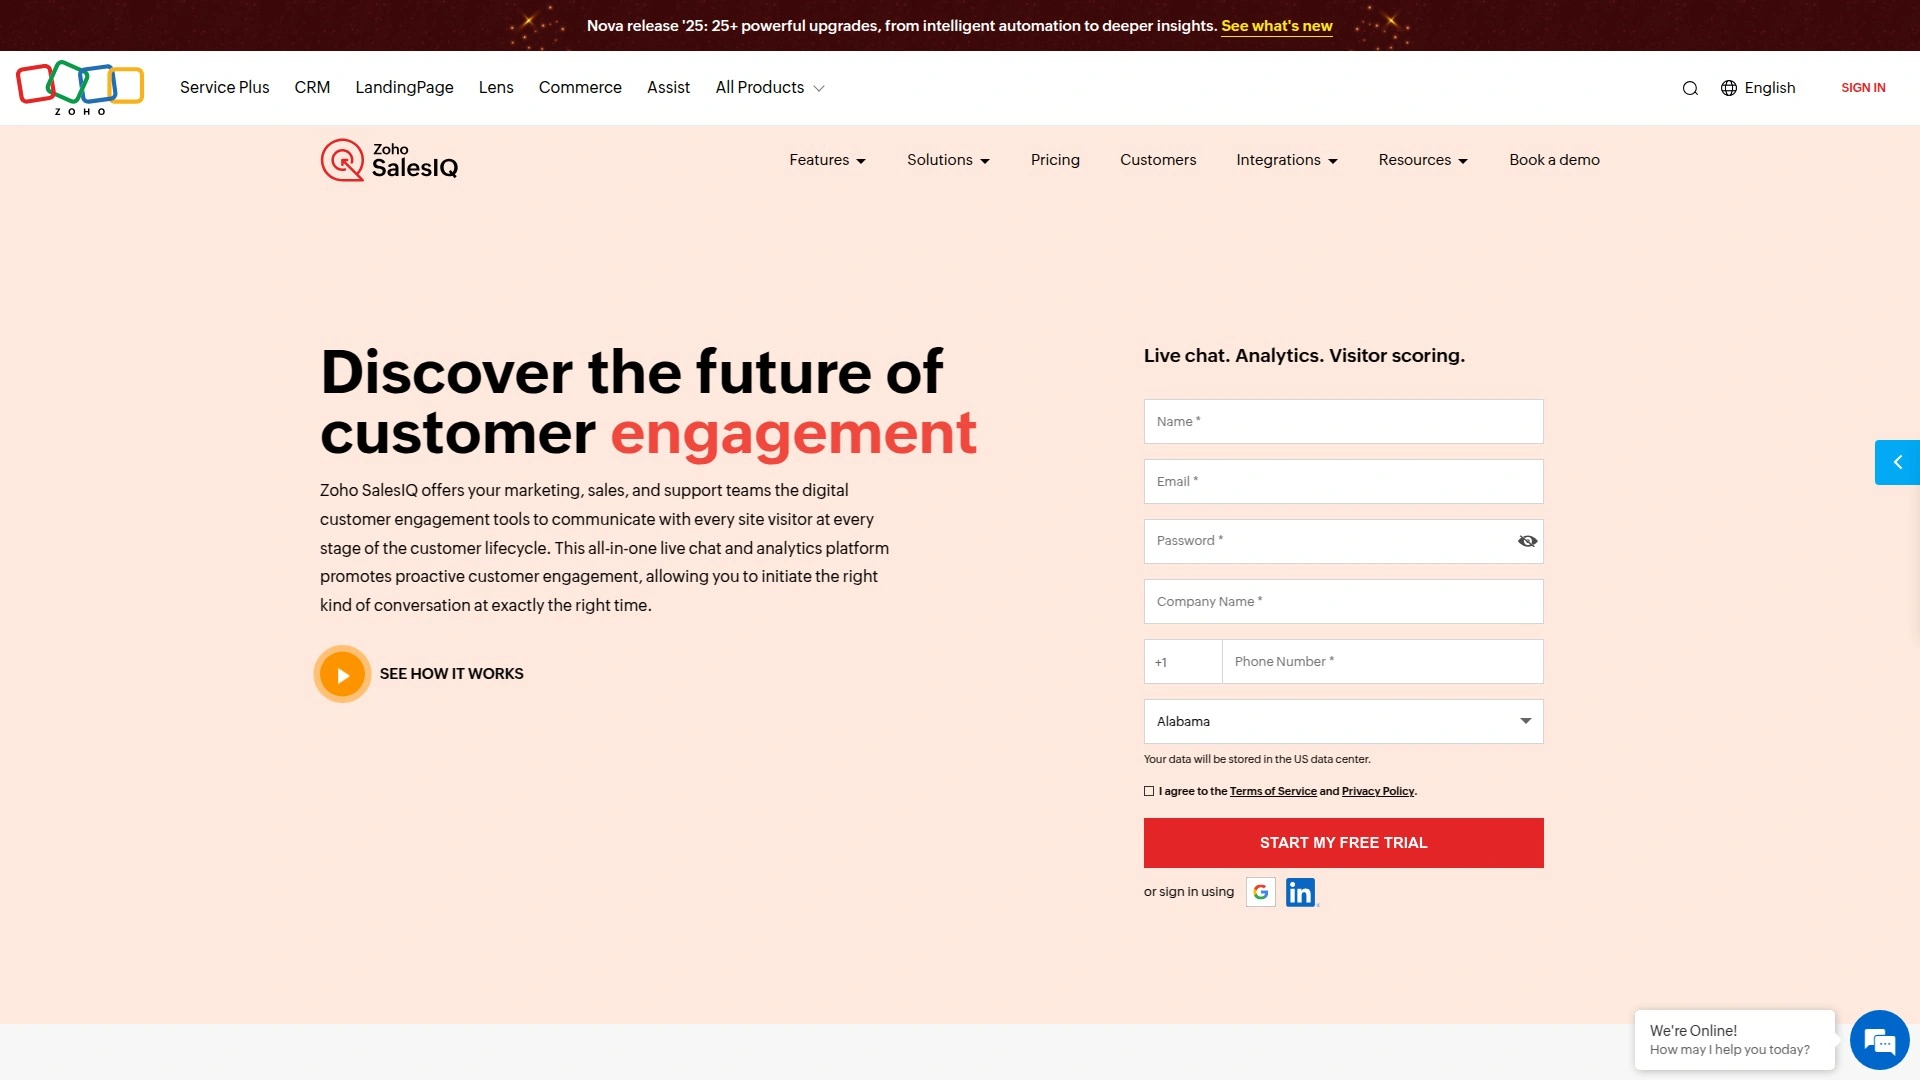 Nova release '25: 25+ powerful upgrades, from intelligent automation to deeper insights. See what's new
ZOHO
Service Plus CRM LandingPage Lens Commerce Assist All Products
English
SIGN IN
Zoho
SalesIQ
Features Solutions Pricing Customers Integrations Resources Book a demo
Discover the future of
customer engagement
Zoho SalesIQ offers your marketing, sales, and support teams the digital
customer engagement tools to communicate with every site visitor at every
stage of the customer lifecycle. This all-in-one live chat and analytics platform
promotes proactive customer engagement, allowing you to initiate the right
kind of conversation at exactly the right time.
SEE HOW IT WORKS
Live chat. Analytics. Visitor scoring.
Name *
Email *
Password *
Company Name *
+1 Phone Number *
Alabama
Your data will be stored in the US data center.
I agree to the Terms of Service and Privacy Policy.
START MY FREE TRIAL
or sign in using G in
We're Online!
How may I help you today?